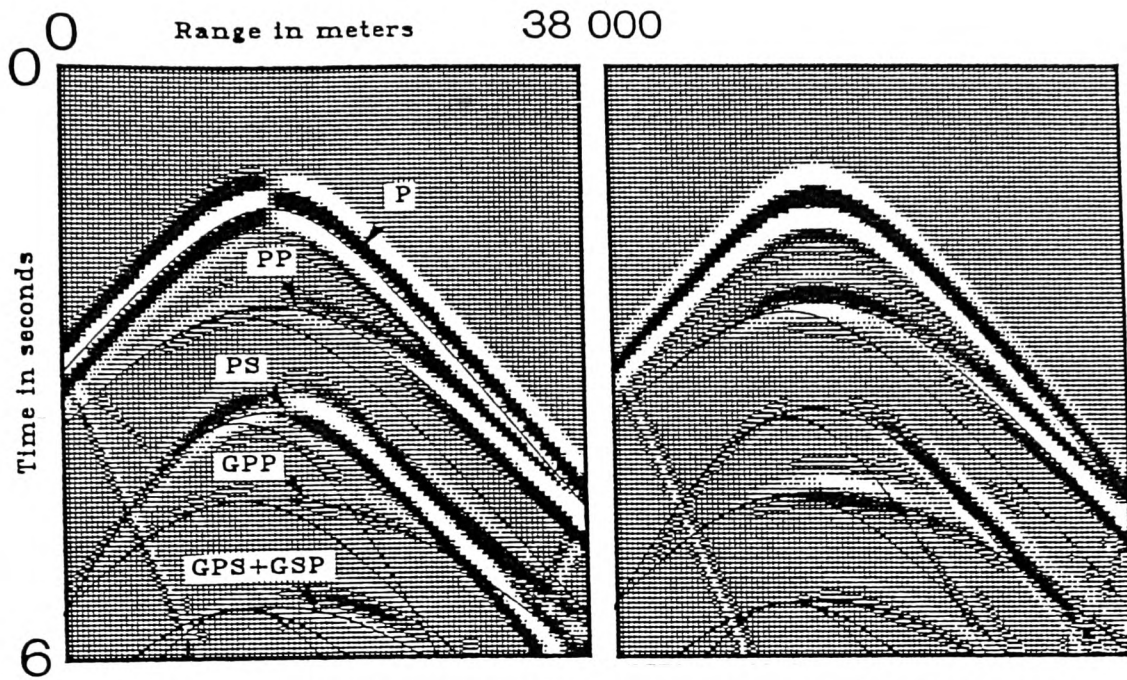 0 Range in meters 38 000
0
P
PP
PS
GPP
GPS+GSP
Time in seconds
6